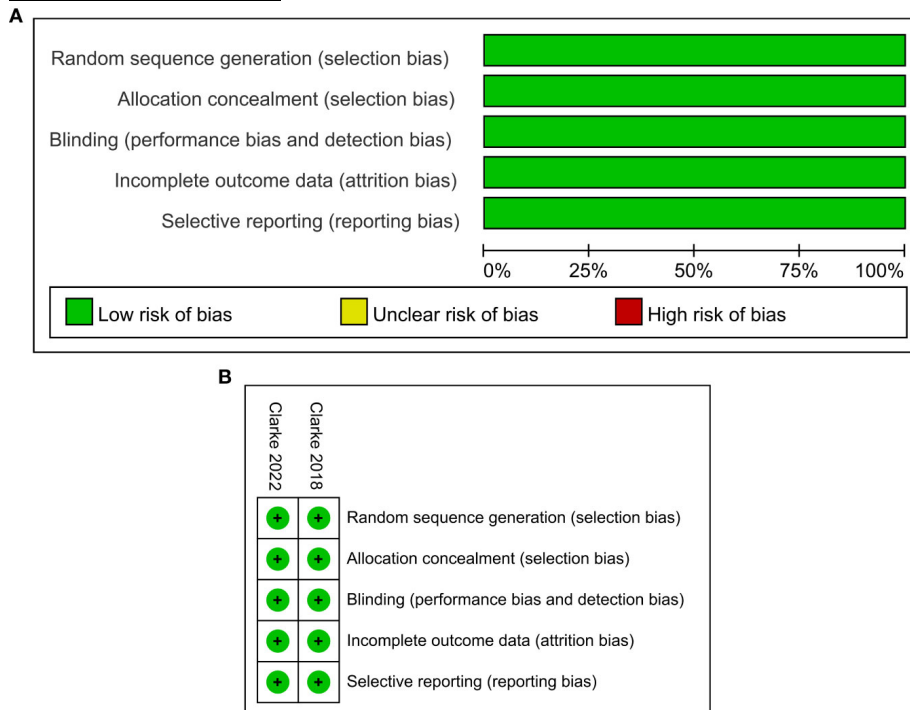 A
Random sequence generation (selection bias)
Allocation concealment (selection bias)
Blinding (performance bias and detection bias)
Incomplete outcome data (attrition bias)
Selective reporting (reporting bias)
0% 25% 50% 75% 100%
Low risk of bias Unclear risk of bias High risk of bias
B
Clarke 2022 Clarke 2018
+ + Random sequence generation (selection bias)
+ + Allocation concealment (selection bias)
+ + Blinding (performance bias and detection bias)
+ + Incomplete outcome data (attrition bias)
+ + Selective reporting (reporting bias)